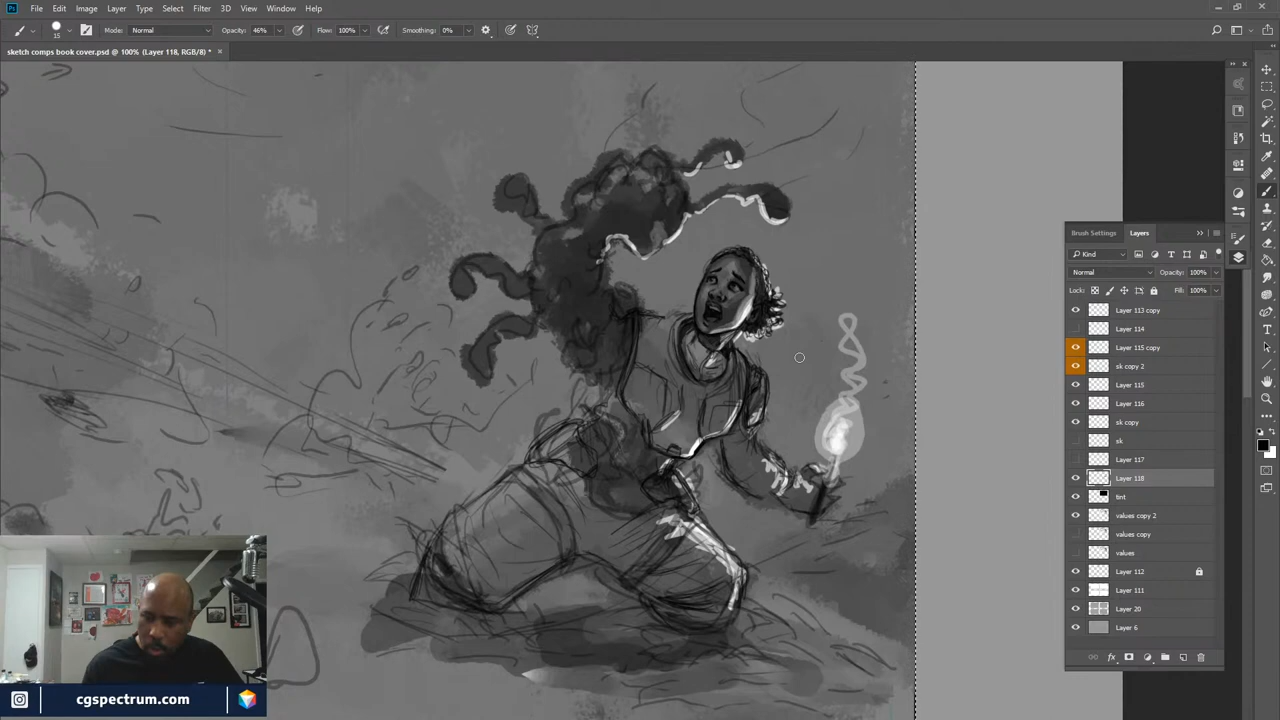 File Edit Image Layer Type Select Filter 3D View Window Help
15 Mode: Normal Opacity: 46% Flow: 100% Smoothing: 0%
sketch comps book cover.psd @ 100% (Layer 118, RGB/8) * ×
Brush Settings Layers
Kind
Normal Opacity: 100%
Lock: Fill: 100%
Layer 113 copy
Layer 114
Layer 115 copy
sk copy 2
Layer 115
Layer 116
sk copy
sk
Layer 117
Layer 118
tint
values copy 2
values copy
values
Layer 112
Layer 111
Layer 20
Layer 6
fx
cgspectrum.com